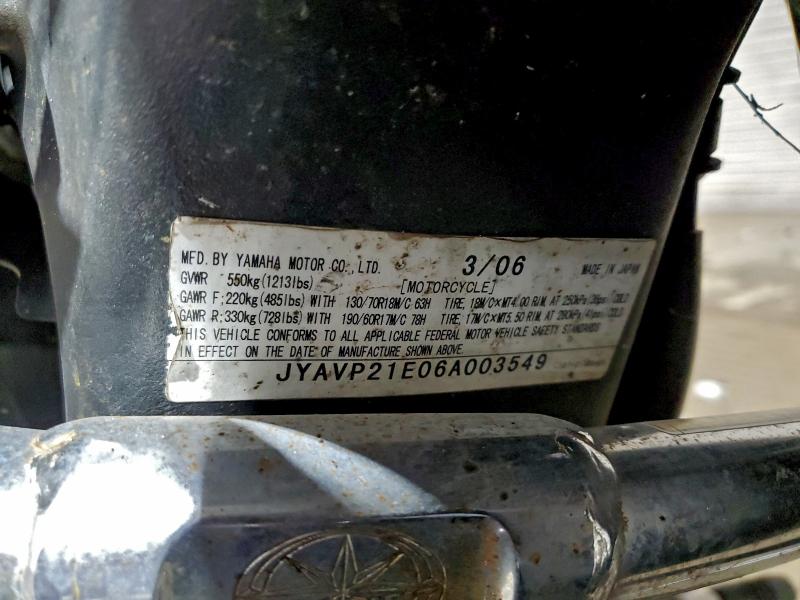 MFD. BY YAMAHA MOTOR CO., LTD. 3/06 MADE IN JAPAN
GVWR 550kg(1213lbs) [MOTORCYCLE]
GAWR F: 220kg(485lbs) WITH 130/70R18M/C 63H TIRE, 18M/C×MT4.00 RIM, AT 250kPa(36psi) COLD
GAWR R: 330kg(728lbs) WITH 190/60R17M/C 78H TIRE, 17M/C×MT5.50 RIM, AT 280kPa(41psi) COLD
THIS VEHICLE CONFORMS TO ALL APPLICABLE FEDERAL MOTOR VEHICLE SAFETY STANDARDS
IN EFFECT ON THE DATE OF MANUFACTURE SHOWN ABOVE.
JYAVP21E06A003549